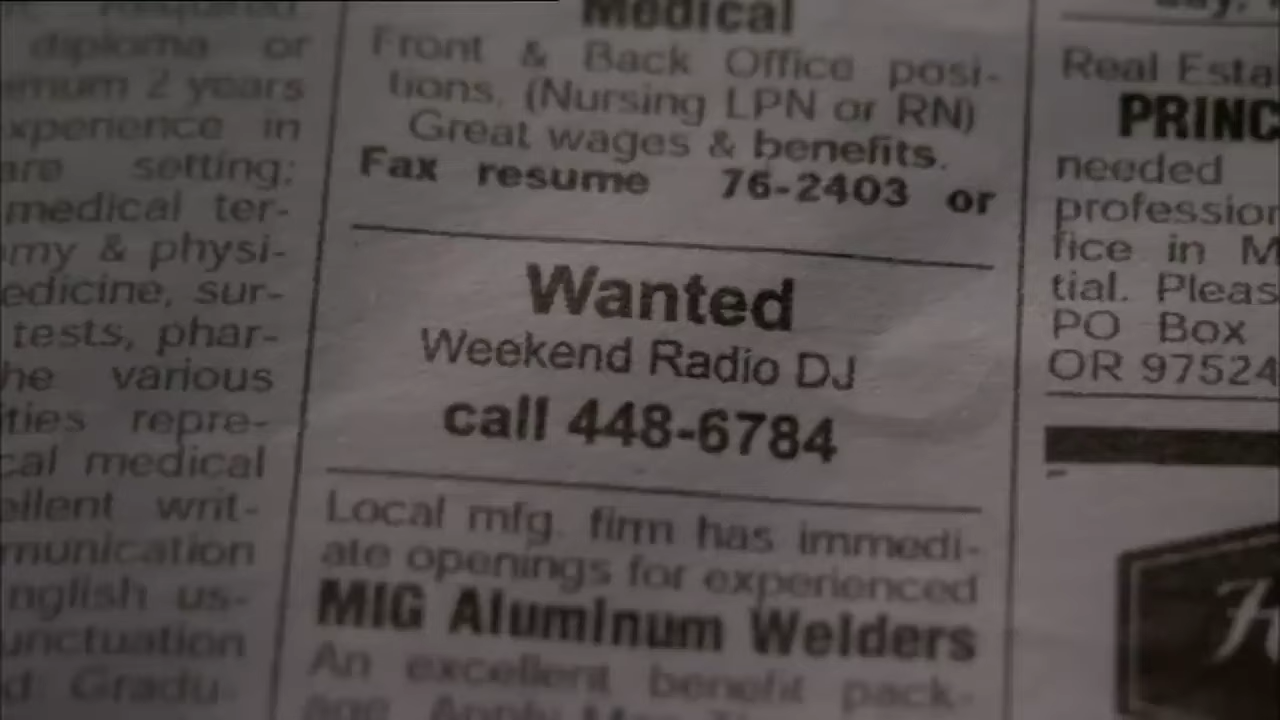 diploma or
mum 2 years
xperience in
are setting;
medical ter-
my & physi-
edicine, sur-
tests, phar-
he various
ties repre-
cal medical
ellent writ-
munication
nglish us-
unctuation
d. Gradu-
Medical
Front & Back Office posi-
tions, (Nursing LPN or RN)
Great wages & benefits.
Fax resume 76-2403 or
Wanted
Weekend Radio DJ
call 448-6784
Local mfg. firm has immedi-
ate openings for experienced
MIG Aluminum Welders
An excellent benefit pack-
Real Esta
PRINC
needed
profession
fice in M
tial. Pleas
PO Box
OR 97524